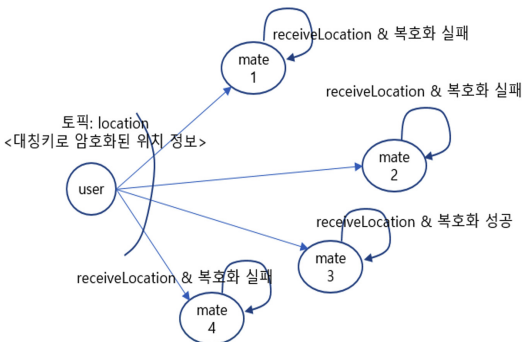 receiveLocation & 복호화 실패
mate
1
receiveLocation & 복호화 실패
토픽: location
<대칭키로 암호화된 위치 정보>
mate
2
user
receiveLocation & 복호화 성공
mate
3
receiveLocation & 복호화 실패
mate
4